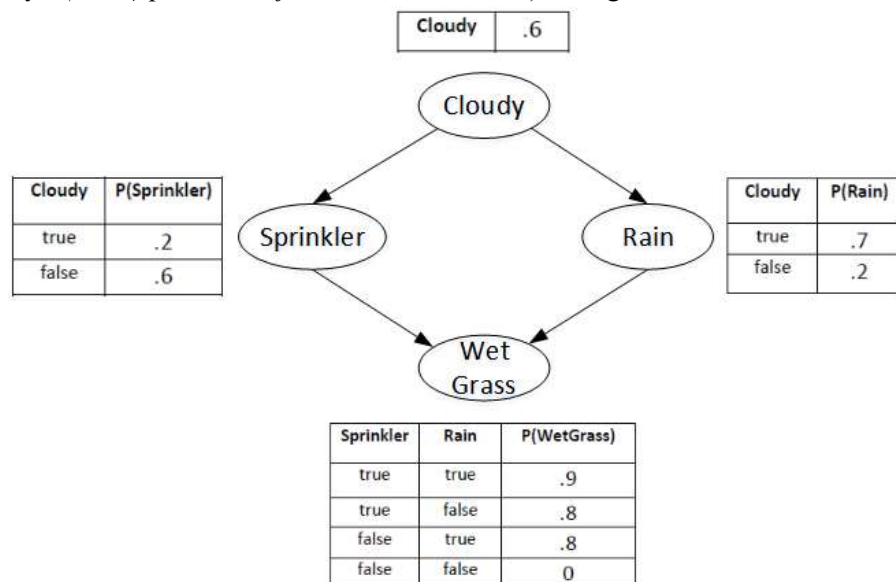 Cloudy .6
Cloudy
Cloudy P(Sprinkler)
true .2
false .6
Sprinkler
Rain
Cloudy P(Rain)
true .7
false .2
Wet
Grass
Sprinkler Rain P(WetGrass)
true true .9
true false .8
false true .8
false false 0